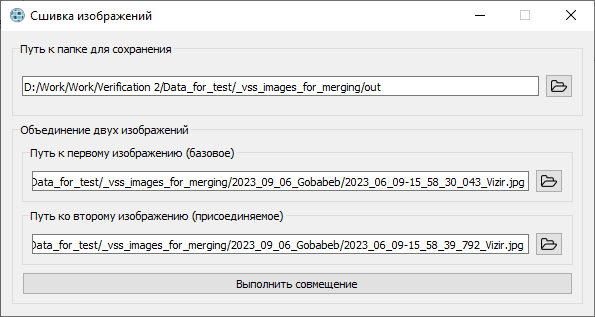 Сшивка изображений
Путь к папке для сохранения
D:/Work/Work/Verification 2/Data_for_test/_vss_images_for_merging/out
Объединение двух изображений
Путь к первому изображению (базовое)
Data_for_test/_vss_images_for_merging/2023_09_06_Gobabeb/2023_06_09-15_58_30_043_Vizir.jpg
Путь ко второму изображению (присоединяемое)
Data_for_test/_vss_images_for_merging/2023_09_06_Gobabeb/2023_06_09-15_58_39_792_Vizir.jpg
Выполнить совмещение